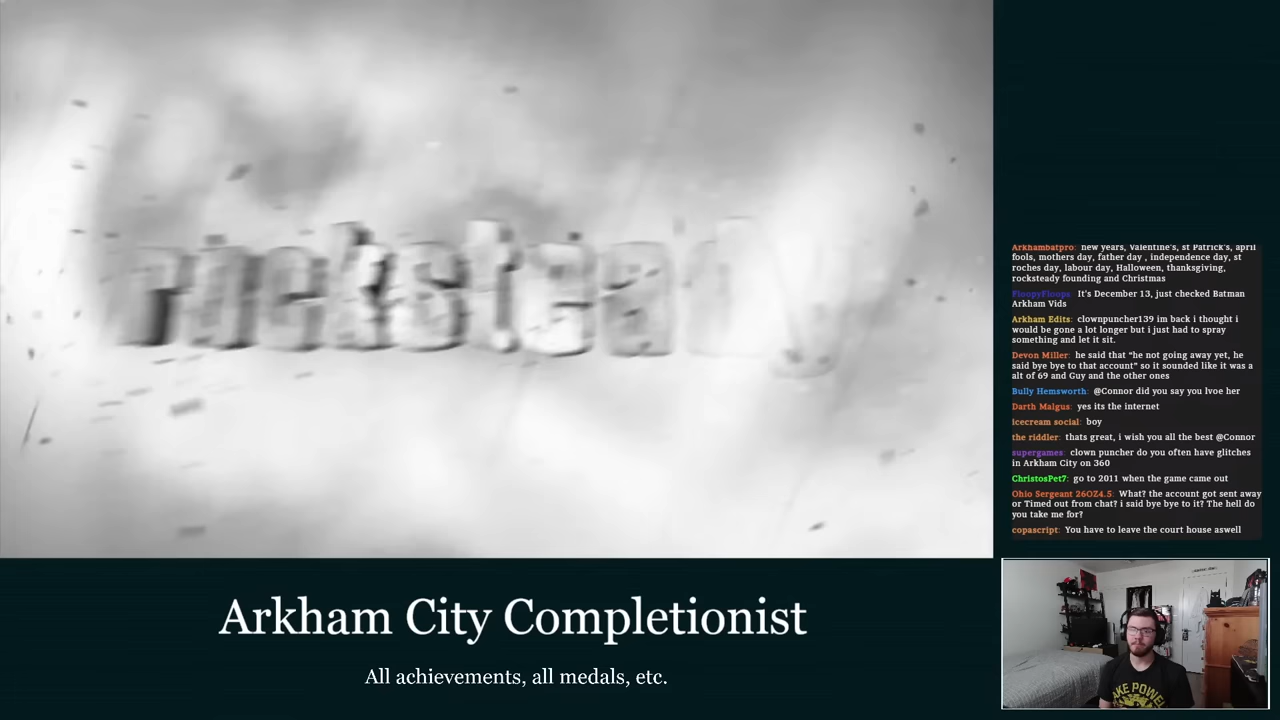 rockstead
Arkhambatpro: new years, Valentine's, st Patrick's, april
fools, mothers day, father day , independence day, st
roches day, labour day, Halloween, thanksgiving,
rocksteady founding and Christmas
FloopyFloops: It's December 13, just checked Batman
Arkham Vids
Arkham Edits: clownpuncher139 im back i thought i
would be gone a lot longer but i just had to spray
something and let it sit.
Devon Miller: he said that "he not going away yet, he
said bye bye to that account" so it sounded like it was a
alt of 69 and Guy and the other ones
Bully Hemsworth: @Connor did you say you lvoe her
Darth Malgus: yes its the internet
icecream social: boy
the riddler: thats great, i wish you all the best @Connor
supergames: clown puncher do you often have glitches
in Arkham City on 360
ChristosPet7: go to 2011 when the game came out
Ohio Sergeant 26OZ4.5: What? the account got sent away
or Timed out from chat? i said bye bye to it? The hell do
you take me for?
copascript: You have to leave the court house aswell
Arkham City Completionist
All achievements, all medals, etc.